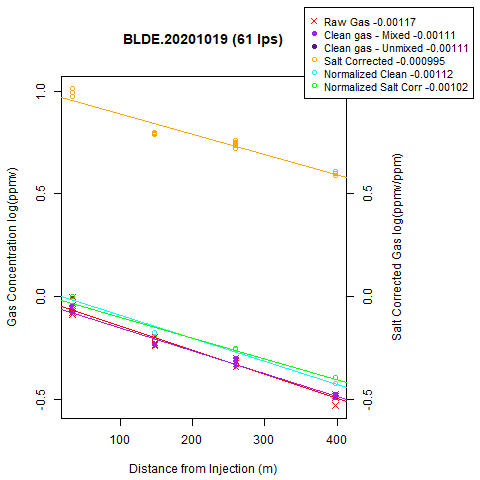 BLDE.20201019 (61 lps)
Raw Gas -0.00117
Clean gas - Mixed -0.00111
Clean gas - Unmixed -0.00111
Salt Corrected -0.000995
Normalized Clean -0.00112
Normalized Salt Corr -0.00102
Gas Concentration log(ppmv)
1.0
0.5
0.0
-0.5
0.5
0.0
-0.5
Salt Corrected Gas log(ppmv/ppm)
100
200
300
400
Distance from Injection (m)